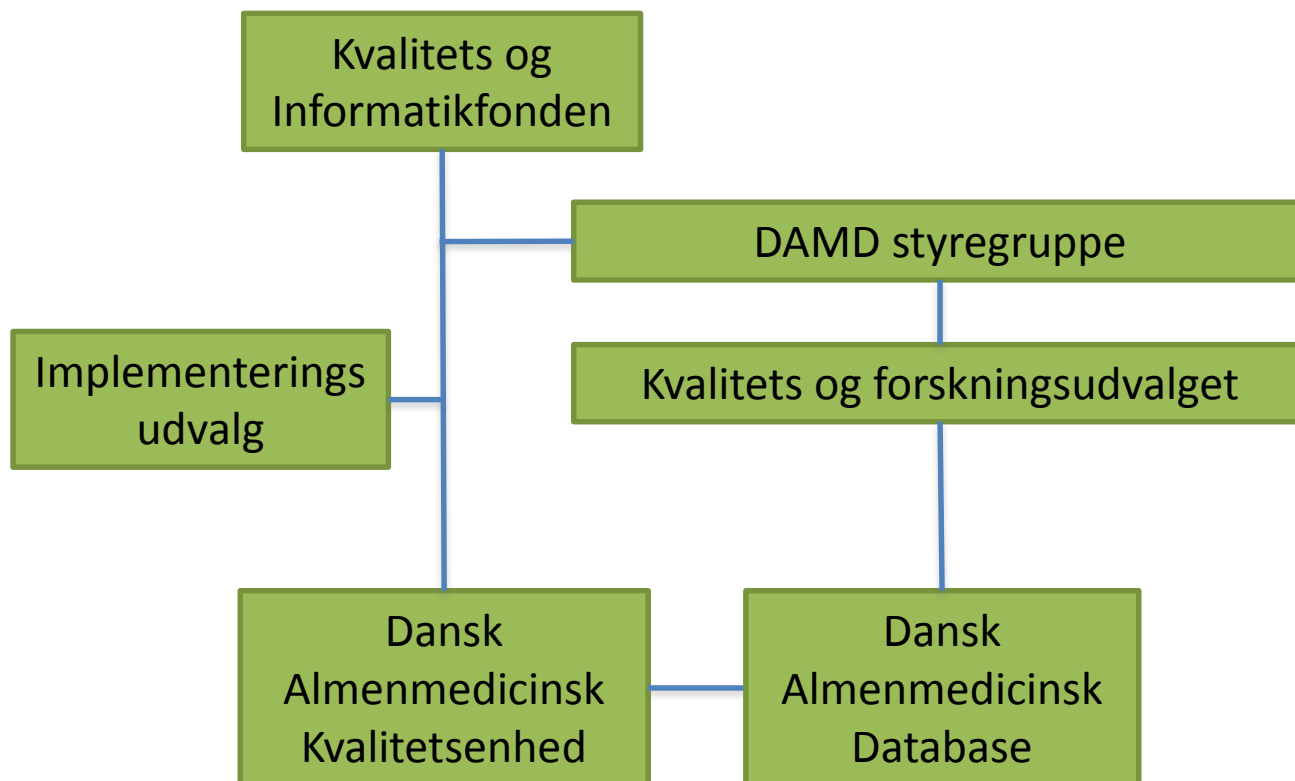 Kvalitets og
Informatikfonden
DAMD styregruppe
Implementerings
udvalg
Kvalitets og forskningsudvalget
Dansk
Almenmedicinsk
Kvalitetsenhed
Dansk
Almenmedicinsk
Database